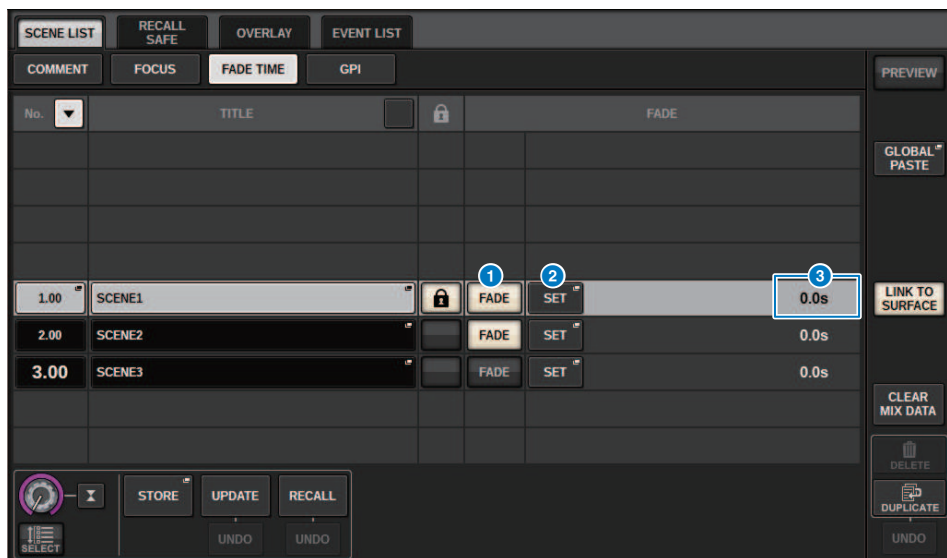 SCENE LIST
RECALL
SAFE
OVERLAY
EVENT LIST
COMMENT
FOCUS
FADE TIME
GPI
PREVIEW
No.
TITLE
FADE
GLOBAL
PASTE
1
2
3
1.00
SCENE1
FADE
SET
0.0s
LINK TO
SURFACE
2.00
SCENE2
FADE
SET
0.0s
3.00
SCENE3
FADE
SET
0.0s
CLEAR
MIX DATA
DELETE
STORE
UPDATE
RECALL
DUPLICATE
SELECT
UNDO
UNDO
UNDO